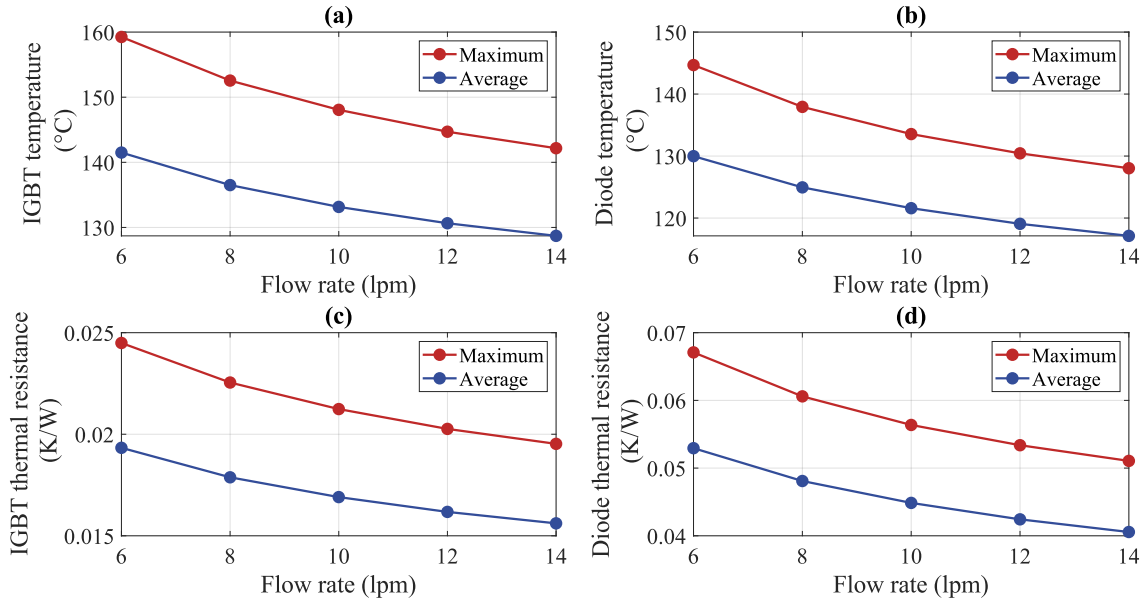 (a)
160
150
140
130
IGBT temperature
(°C)
Maximum
Average
6
8
10
12
14
Flow rate (lpm)
(b)
150
140
130
120
Diode temperature
(°C)
Maximum
Average
6
8
10
12
14
Flow rate (lpm)
(c)
0.025
0.02
0.015
IGBT thermal resistance
(K/W)
Maximum
Average
6
8
10
12
14
Flow rate (lpm)
(d)
0.07
0.06
0.05
0.04
Diode thermal resistance
(K/W)
Maximum
Average
6
8
10
12
14
Flow rate (lpm)